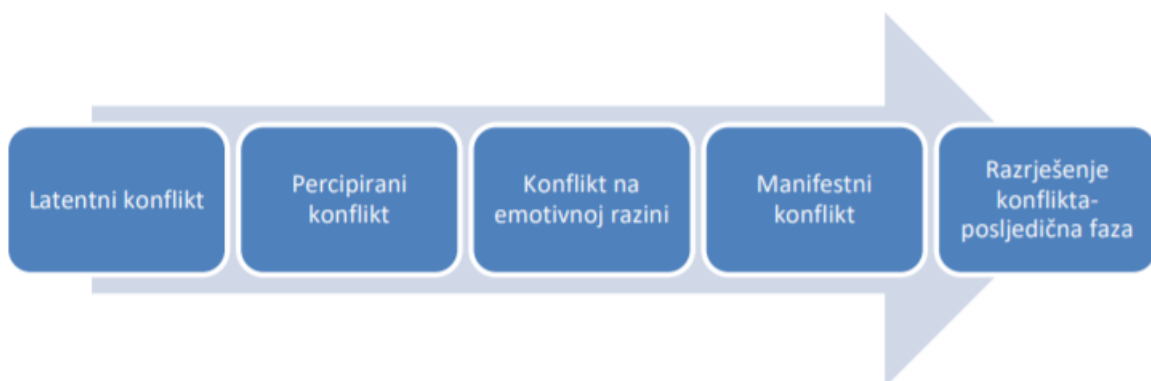 Latentni konflikt
Percipirani
konflikt
Konflikt na
emotivnoj razini
Manifestni
konflikt
Razrješenje
konflikta-
posljedična faza